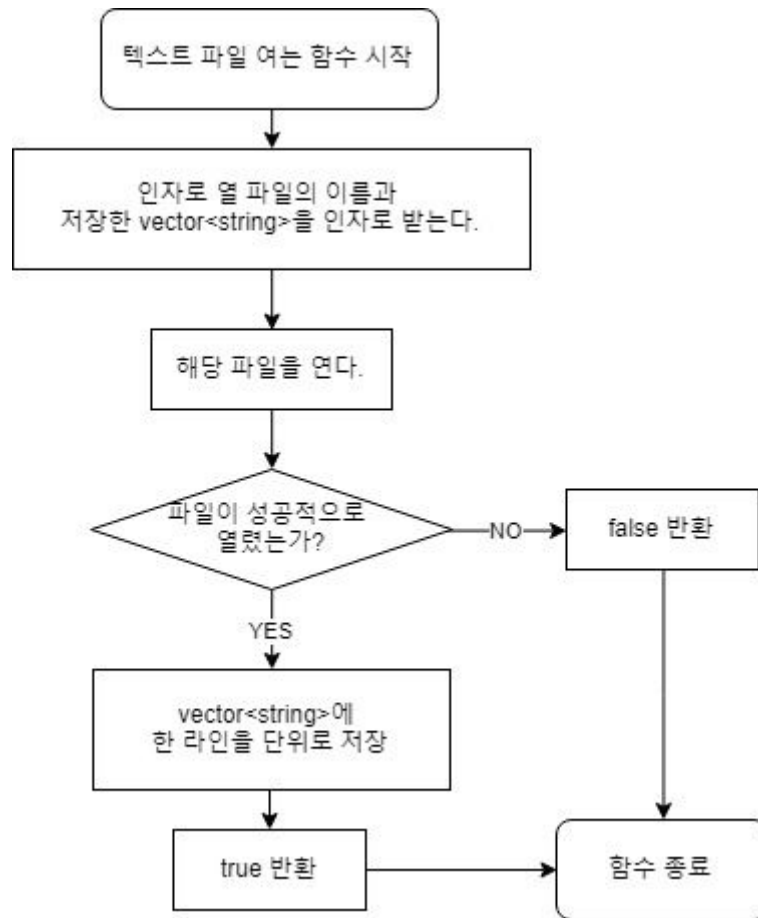 텍스트 파일 여는 함수 시작
인자로 열 파일의 이름과
저장한 vector<string>을 인자로 받는다.
해당 파일을 연다.
파일이 성공적으로
열렸는가?
NO
false 반환
YES
vector<string>에
한 라인을 단위로 저장
true 반환
함수 종료